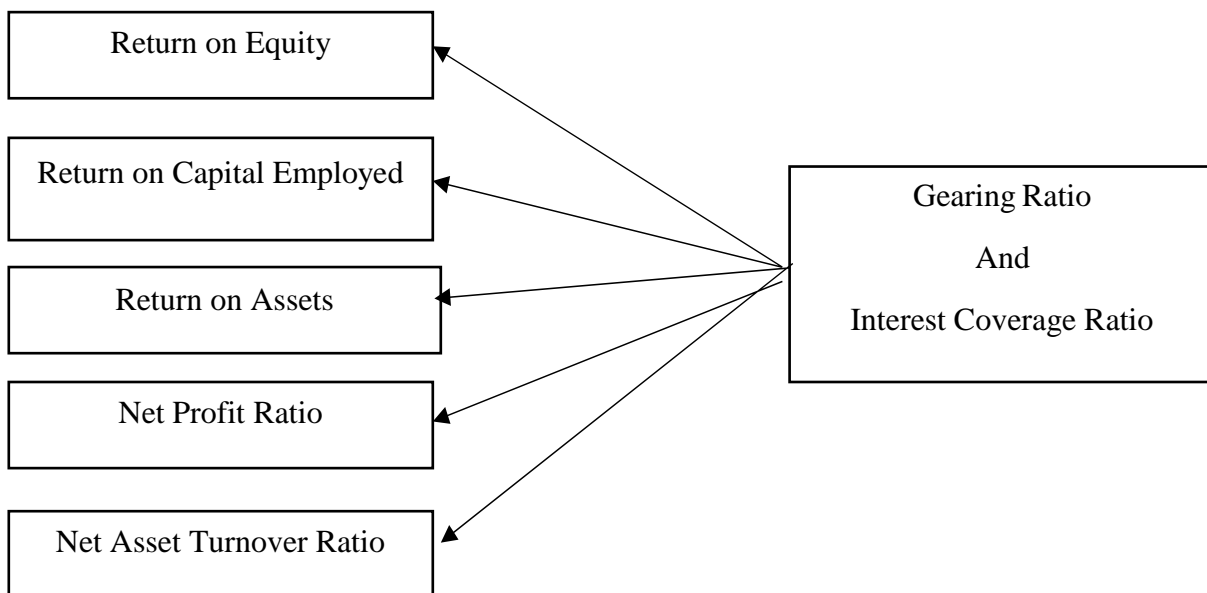 Return on Equity
Return on Capital Employed
Return on Assets
Net Profit Ratio
Net Asset Turnover Ratio
Gearing Ratio
And
Interest Coverage Ratio